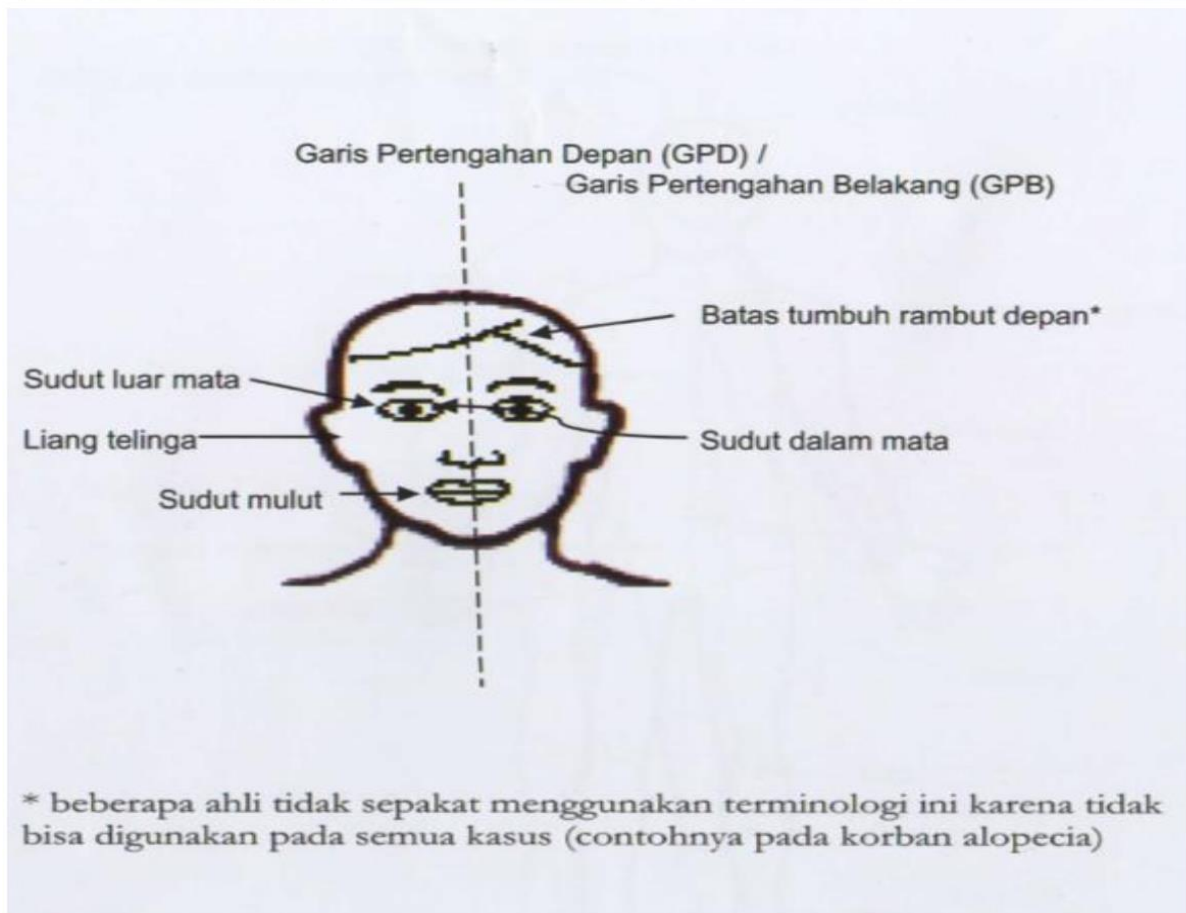 Garis Pertengahan Depan (GPD) /
Garis Pertengahan Belakang (GPB)
Batas tumbuh rambut depan*
Sudut luar mata
Liang telinga
Sudut dalam mata
Sudut mulut
* beberapa ahli tidak sepakat menggunakan terminologi ini karena tidak
bisa digunakan pada semua kasus (contohnya pada korban alopecia)